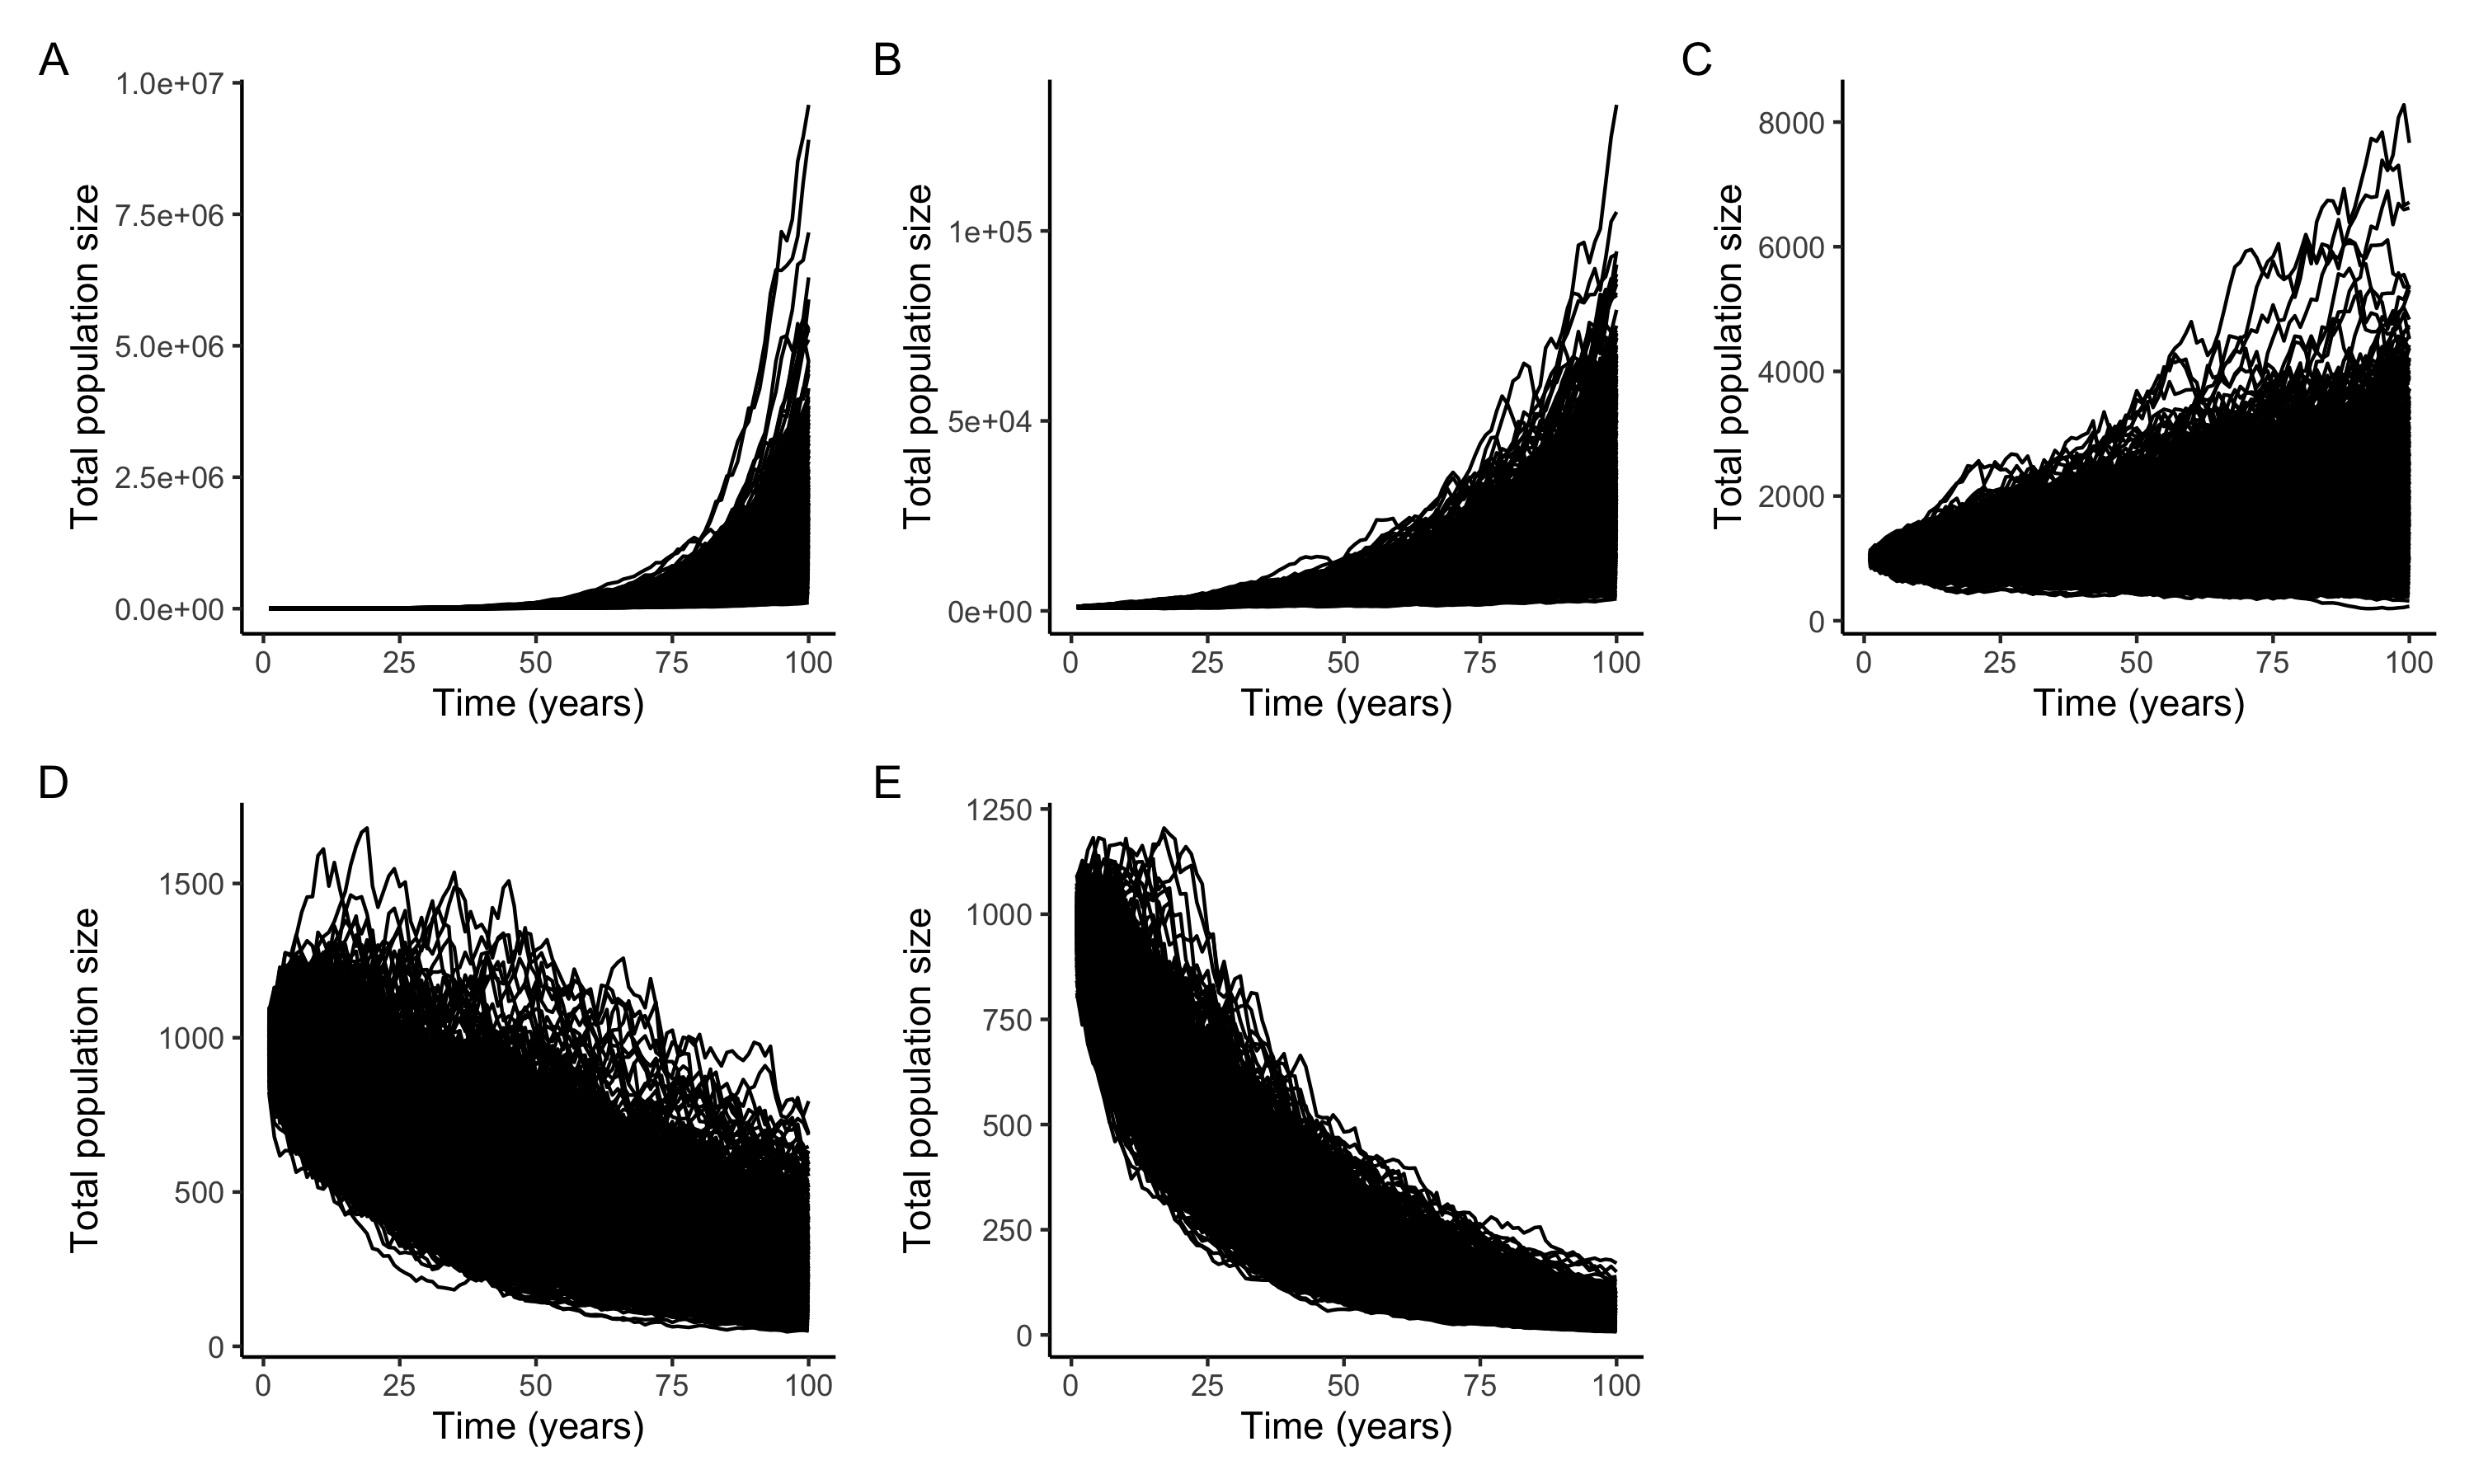 A
1.0e+07
7.5e+06
5.0e+06
2.5e+06
0.0e+00
Total population size
0 25 50 75 100
Time (years)
B
1e+05
5e+04
0e+00
Total population size
0 25 50 75 100
Time (years)
C
8000
6000
4000
2000
0
Total population size
0 25 50 75 100
Time (years)
D
1500
1000
500
0
Total population size
0 25 50 75 100
Time (years)
E
1250
1000
750
500
250
0
Total population size
0 25 50 75 100
Time (years)